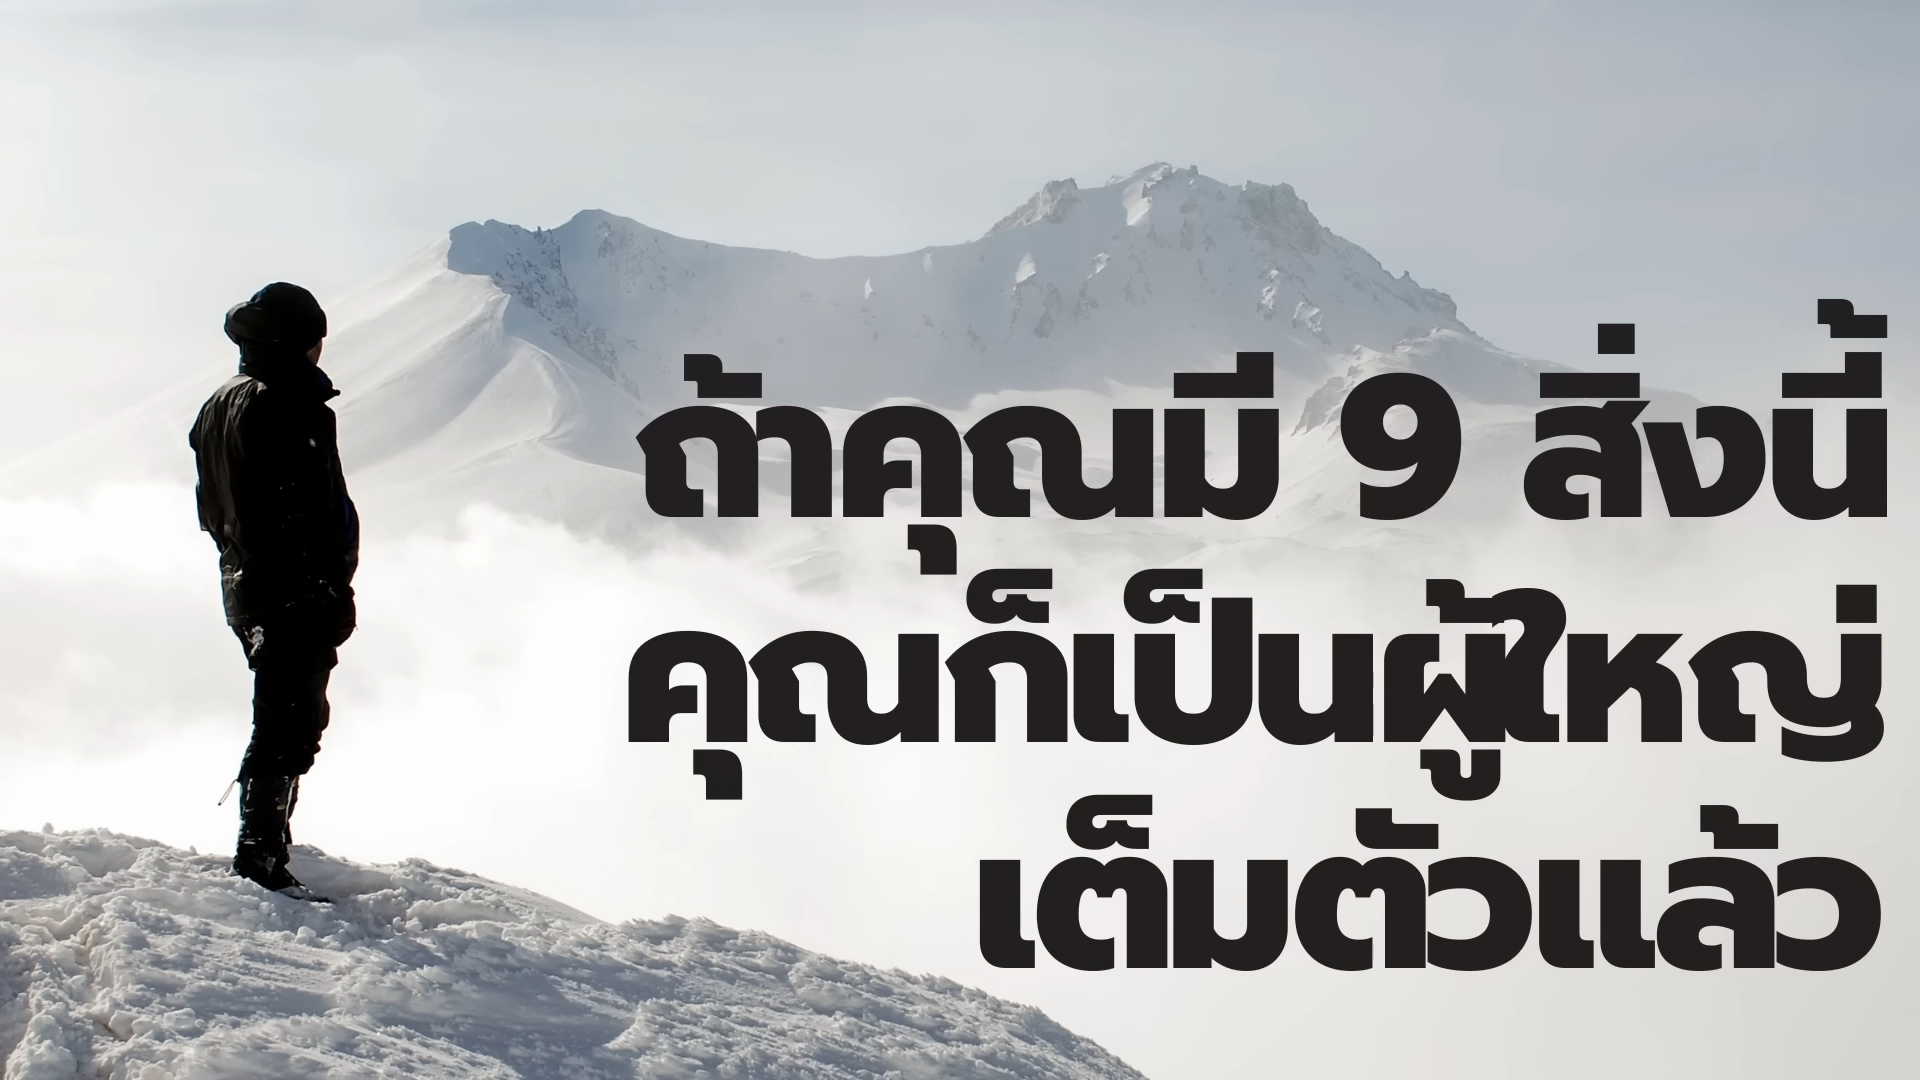 ถ้าคุณมี 9 สิ่งนี้
คุณก็เป็นผู้ใหญ่
เต็มตัวแล้ว